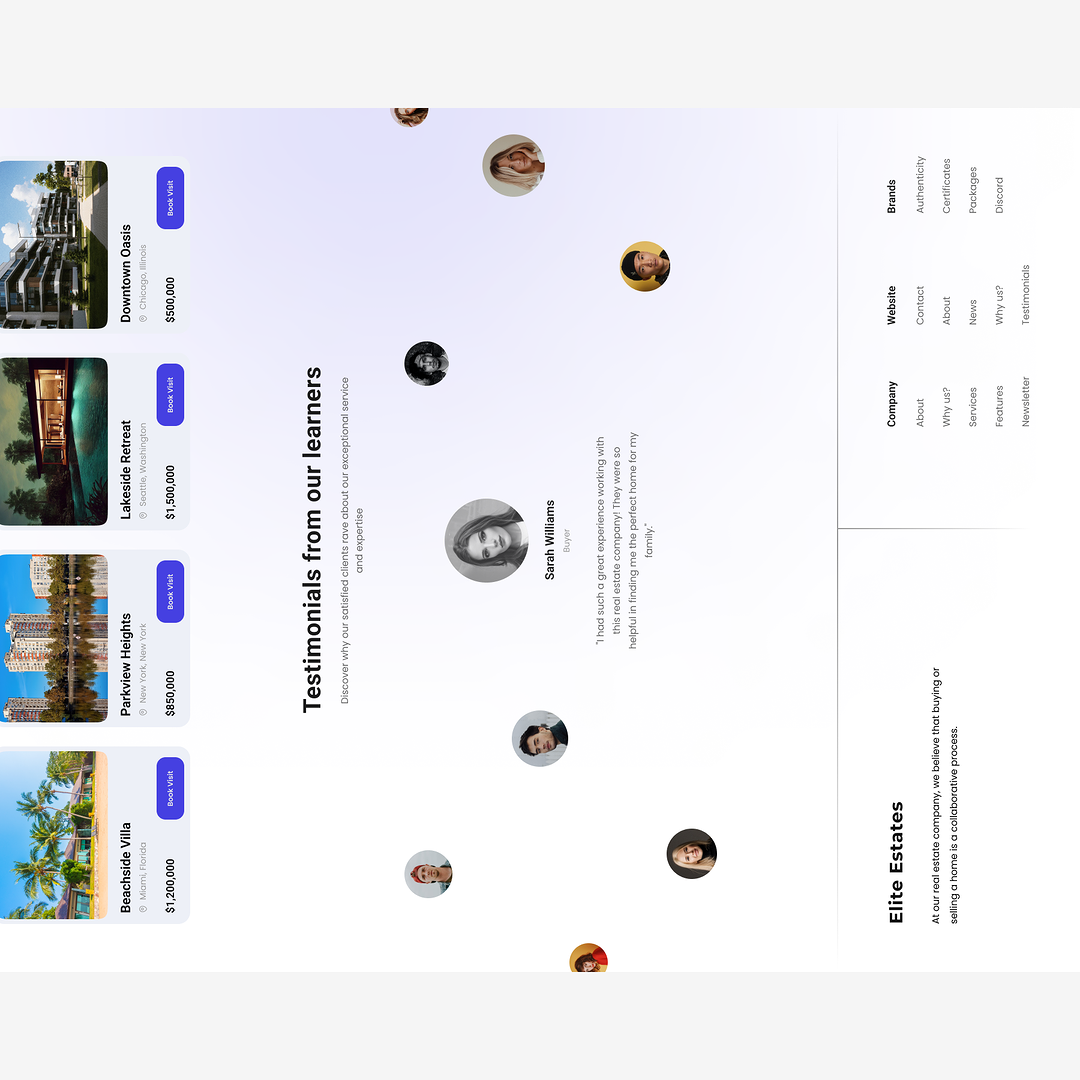 Beachside Villa
Miami, Florida
$1,200,000
Book Visit
Parkview Heights
New York, New York
$850,000
Book Visit
Lakeside Retreat
Seattle, Washington
$1,500,000
Book Visit
Downtown Oasis
Chicago, Illinois
$500,000
Book Visit
Testimonials from our learners
Discover why our satisfied clients rave about our exceptional service
and expertise
Sarah Williams
Buyer
"I had such a great experience working with
this real estate company! They were so
helpful in finding me the perfect home for my
family."
Elite Estates
At our real estate company, we believe that buying or
selling a home is a collaborative process.
Company
About
Why us?
Services
Features
Newsletter
Website
Contact
About
News
Why us?
Testimonials
Brands
Authenticity
Certificates
Packages
Discord